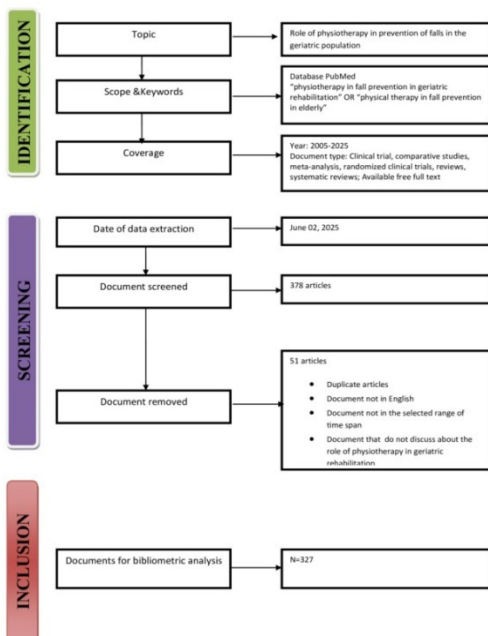 IDENTIFICATION
Topic
Role of physiotherapy in prevention of falls in the
geriatric population
Scope &Keywords
Database PubMed
"physiotherapy in fall prevention in geriatric
rehabilitation" OR "physical therapy in fall prevention
in elderly"
Coverage
Year: 2005-2025
Document type: Clinical trial, comparative studies,
meta-analysis, randomized clinical trials, reviews,
systematic reviews; Available free full text
SCREENING
Date of data extraction
June 02, 2025
Document screened
378 articles
Document removed
51 articles
• Duplicate articles
• Document not in English
• Document not in the selected range of
time span
• Document that do not discuss about the
role of physiotherapy in geriatric
rehabilitation
INCLUSION
Documents for bibliometric analysis
N=327